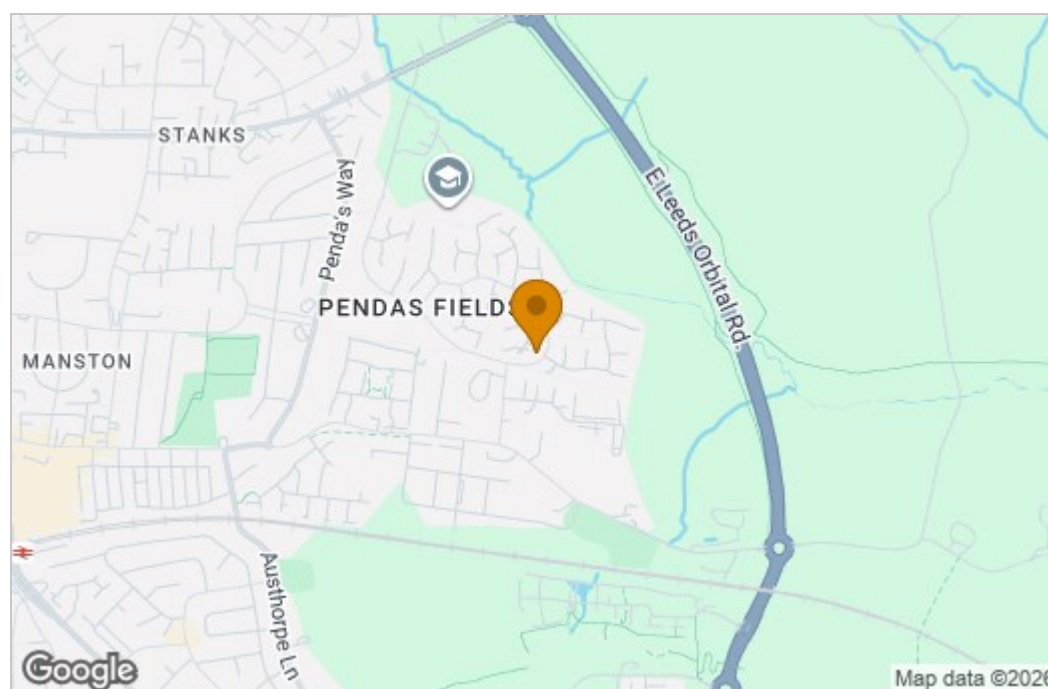 STANKS
Penda's Way
E Leeds Orbital Rd.
PENDAS FIELDS
MANSTON
Austhorpe Ln
Google
Map data ©2026